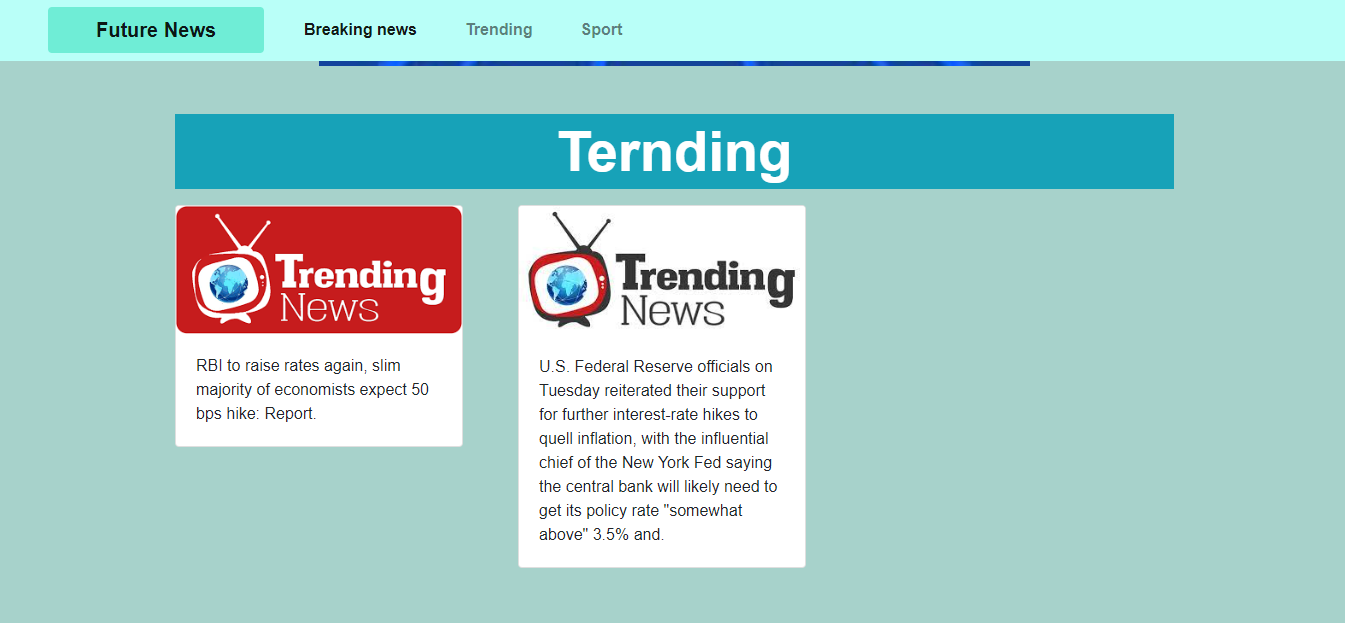 Future News
Breaking news
Trending
Sport
Ternding
Trending
News
RBI to raise rates again, slim
majority of economists expect 50
bps hike: Report.
Trending
News
U.S. Federal Reserve officials on
Tuesday reiterated their support
for further interest-rate hikes to
quell inflation, with the influential
chief of the New York Fed saying
the central bank will likely need to
get its policy rate "somewhat
above" 3.5% and.